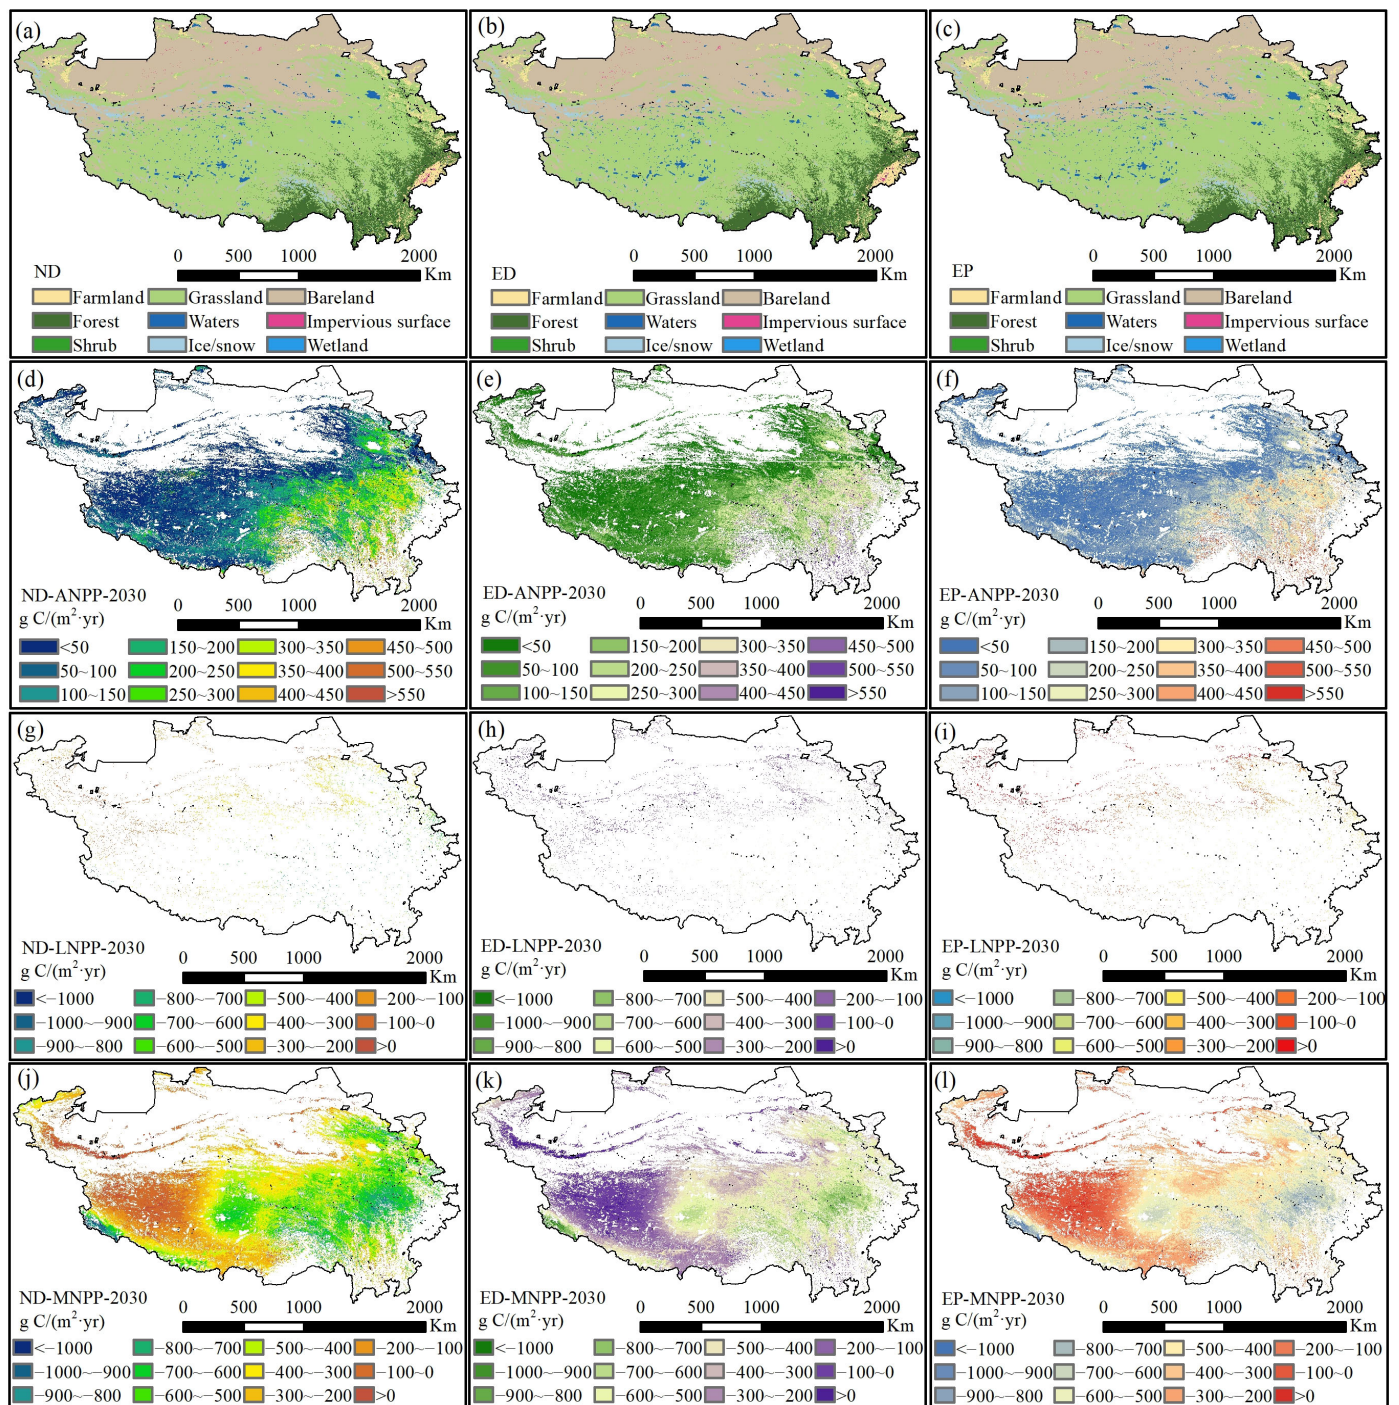 (a)
0 500 1000 2000
ND
Km
Farmland Grassland Bareland
Forest Waters Impervious surface
Shrub Ice/snow Wetland
(b)
0 500 1000 2000
ED
Km
Farmland Grassland Bareland
Forest Waters Impervious surface
Shrub Ice/snow Wetland
(c)
0 500 1000 2000
EP
Km
Farmland Grassland Bareland
Forest Waters Impervious surface
Shrub Ice/snow Wetland
(d)
ND-ANPP-2030
0 500 1000 2000
g C/(m²·yr)
Km
<50 150~200 300~350 450~500
50~100 200~250 350~400 500~550
100~150 250~300 400~450 >550
(e)
ED-ANPP-2030
0 500 1000 2000
g C/(m²·yr)
Km
<50 150~200 300~350 450~500
50~100 200~250 350~400 500~550
100~150 250~300 400~450 >550
(f)
EP-ANPP-2030
0 500 1000 2000
g C/(m²·yr)
Km
<50 150~200 300~350 450~500
50~100 200~250 350~400 500~550
100~150 250~300 400~450 >550
(g)
ND-LNPP-2030
0 500 1000 2000
g C/(m²·yr)
Km
<−1000 −800~−700 −500~−400 −200~−100
−1000~−900 −700~−600 −400~−300 −100~0
−900~−800 −600~−500 −300~−200 >0
(h)
ED-LNPP-2030
0 500 1000 2000
g C/(m²·yr)
Km
<−1000 −800~−700 −500~−400 −200~−100
−1000~−900 −700~−600 −400~−300 −100~0
−900~−800 −600~−500 −300~−200 >0
(i)
EP-LNPP-2030
0 500 1000 2000
g C/(m²·yr)
Km
<−1000 −800~−700 −500~−400 −200~−100
−1000~−900 −700~−600 −400~−300 −100~0
−900~−800 −600~−500 −300~−200 >0
(j)
ND-MNPP-2030
0 500 1000 2000
g C/(m²·yr)
Km
<−1000 −800~−700 −500~−400 −200~−100
−1000~−900 −700~−600 −400~−300 −100~0
−900~−800 −600~−500 −300~−200 >0
(k)
ED-MNPP-2030
0 500 1000 2000
g C/(m²·yr)
Km
<−1000 −800~−700 −500~−400 −200~−100
−1000~−900 −700~−600 −400~−300 −100~0
−900~−800 −600~−500 −300~−200 >0
(l)
EP-MNPP-2030
0 500 1000 2000
g C/(m²·yr)
Km
<−1000 −800~−700 −500~−400 −200~−100
−1000~−900 −700~−600 −400~−300 −100~0
−900~−800 −600~−500 −300~−200 >0